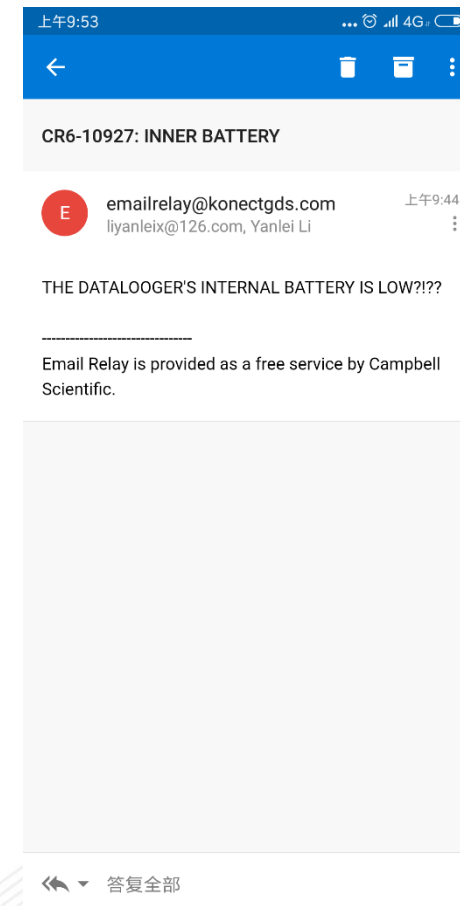 上午9:53
... 4G
CR6-10927: INNER BATTERY
E
emailrelay@konectgds.com
上午9:44
liyanleix@126.com, Yanlei Li
THE DATALOOGER'S INTERNAL BATTERY IS LOW?!??
--------------------------------
Email Relay is provided as a free service by Campbell
Scientific.
答复全部